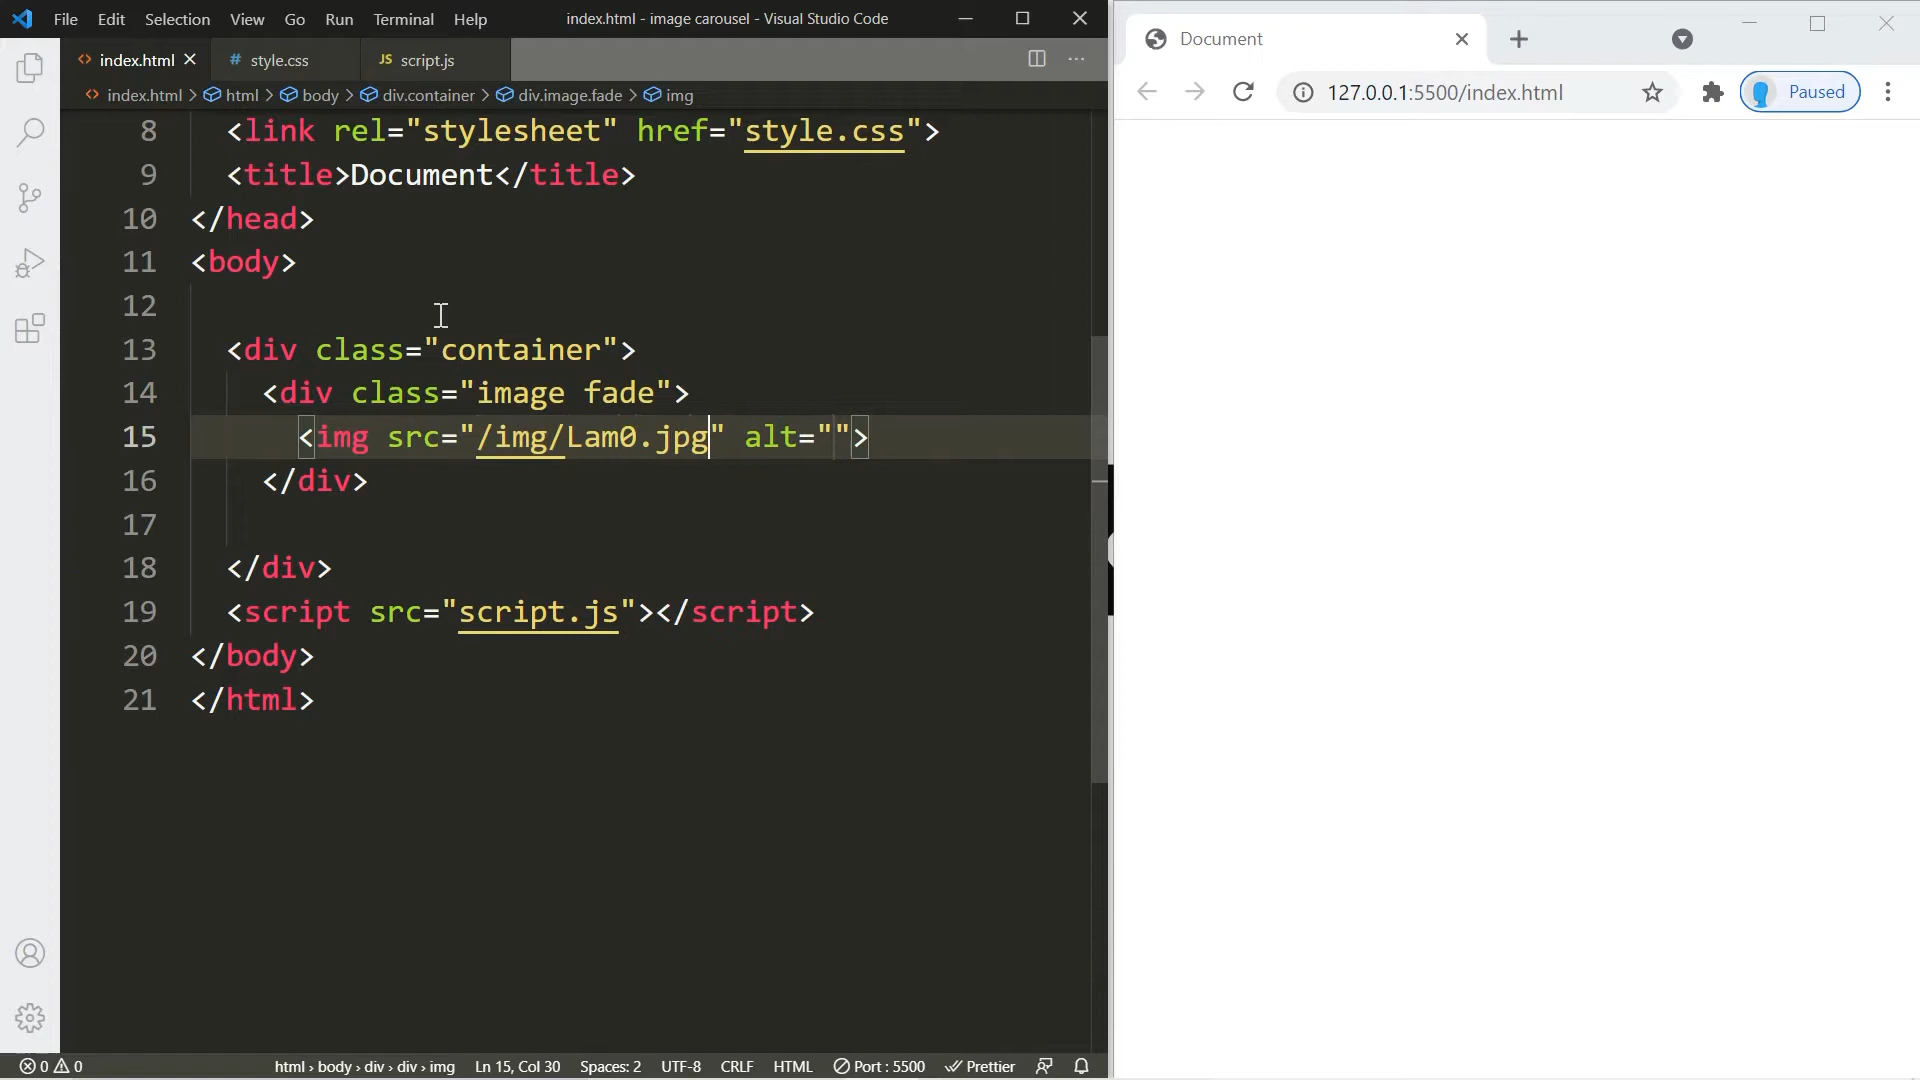 File Edit Selection View Go Run Terminal Help index.html - image carousel - Visual Studio Code
index.html # style.css JS script.js
index.html > html > body > div.container > div.image.fade > img
8 <link rel="stylesheet" href="style.css">
9 <title>Document</title>
10 </head>
11 <body>
12
13 <div class="container">
14 <div class="image fade">
15 <img src="/img/Lam0.jpg" alt="">
16 </div>
17
18 </div>
19 <script src="script.js"></script>
20 </body>
21 </html>
0 0 html › body › div › div › img Ln 15, Col 30 Spaces: 2 UTF-8 CRLF HTML Port : 5500 Prettier
Document
127.0.0.1:5500/index.html Paused